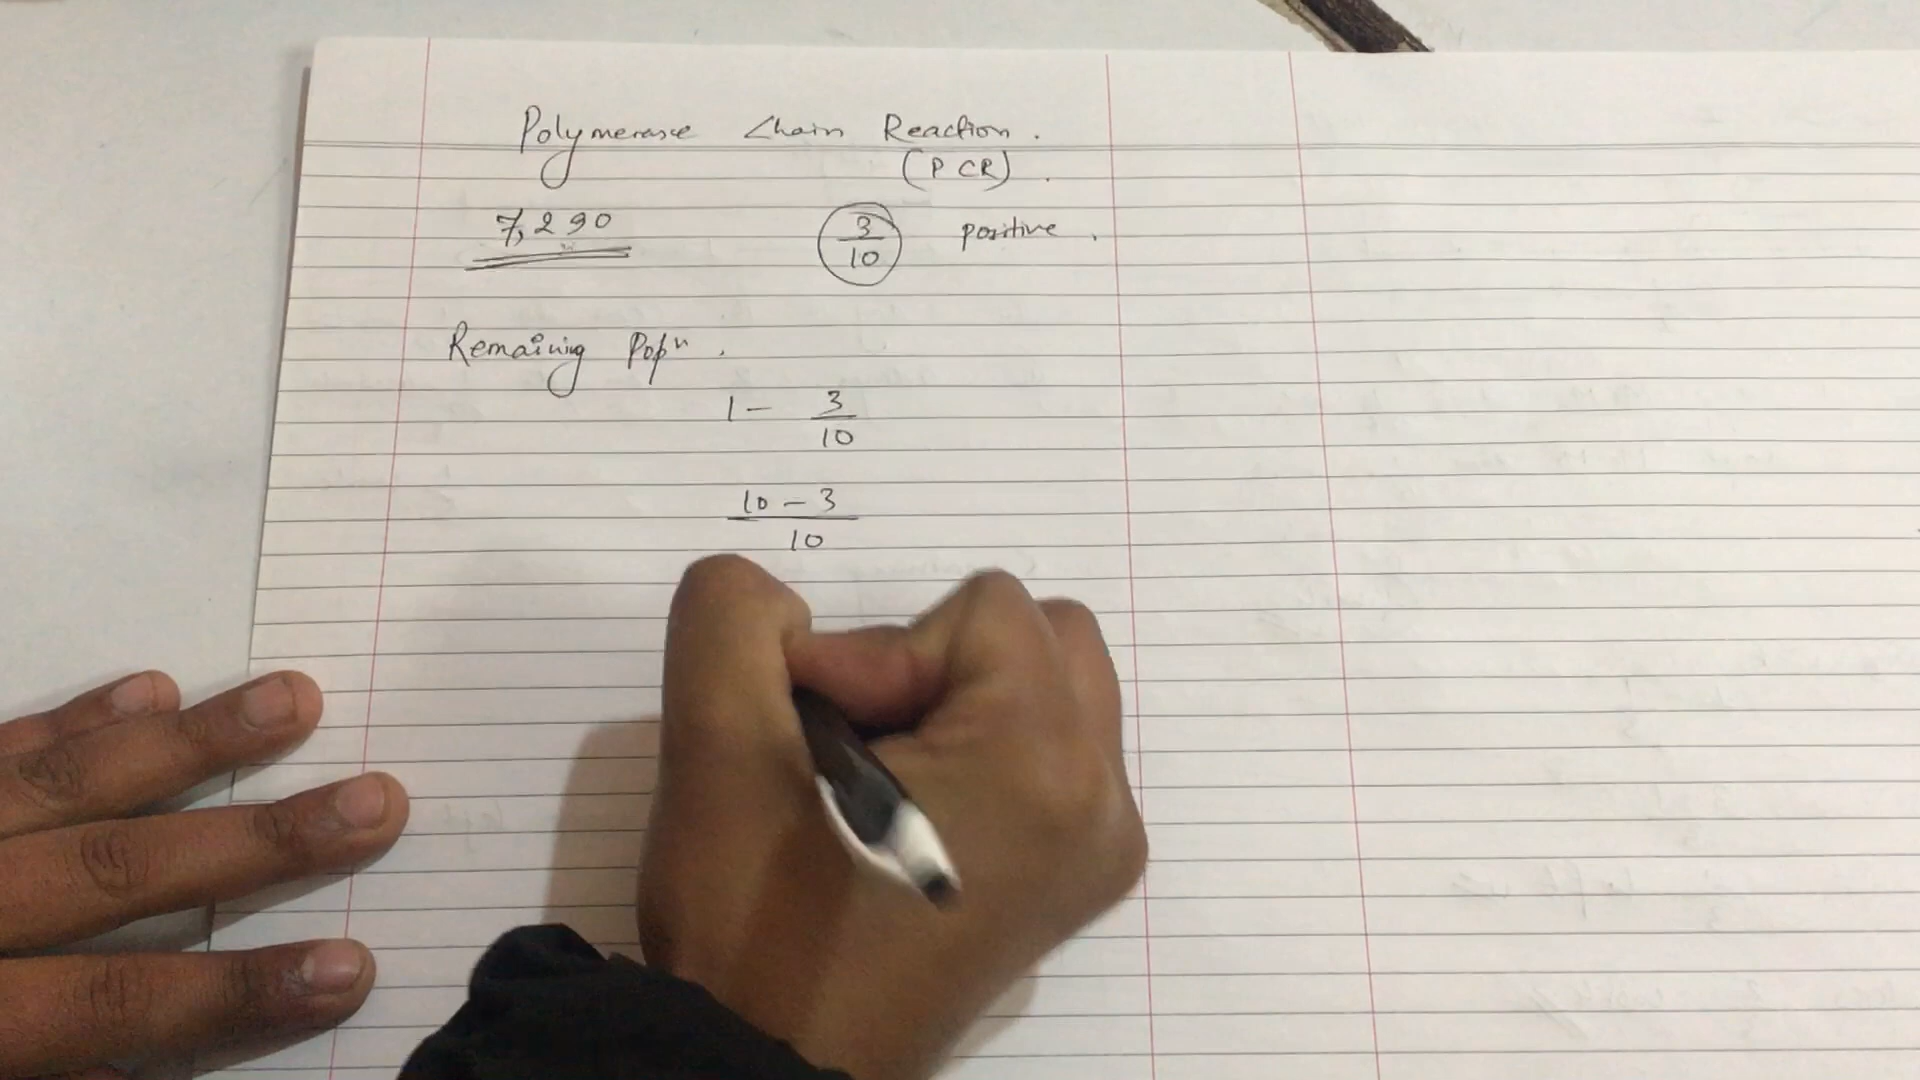 Polymerase Chain Reaction.
(PCR).
7,290 3/10 positive.
Remaining Popⁿ.
1 - 3/10
10 - 3
10